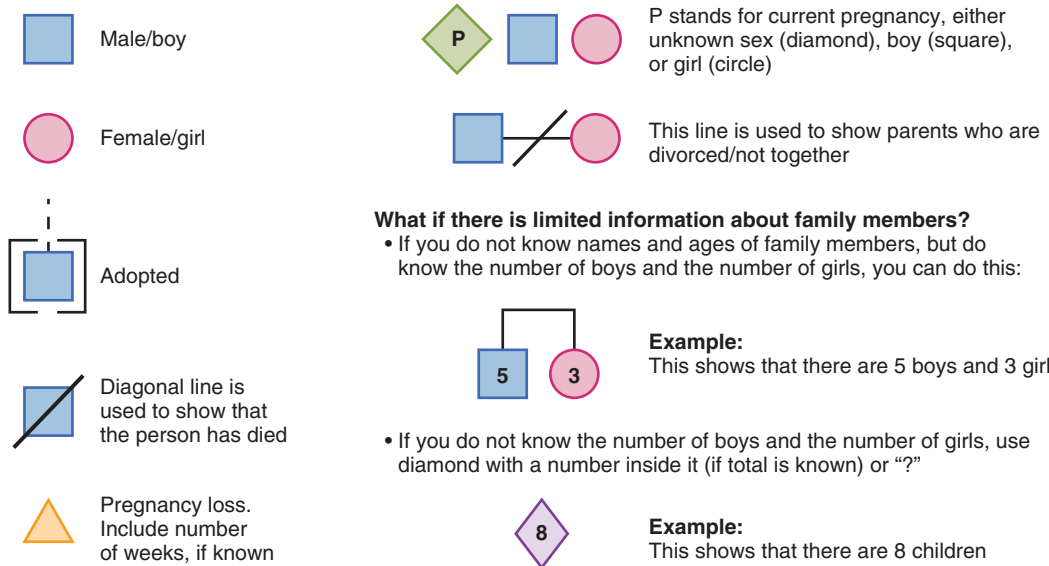 Male/boy
Female/girl
Adopted
Diagonal line is
used to show that
the person has died
Pregnancy loss.
Include number
of weeks, if known
P
P stands for current pregnancy, either
unknown sex (diamond), boy (square),
or girl (circle)
This line is used to show parents who are
divorced/not together
What if there is limited information about family members?
• If you do not know names and ages of family members, but do
know the number of boys and the number of girls, you can do this:
5 3
Example:
This shows that there are 5 boys and 3 girl
• If you do not know the number of boys and the number of girls, use
diamond with a number inside it (if total is known) or “?”
8
Example:
This shows that there are 8 children